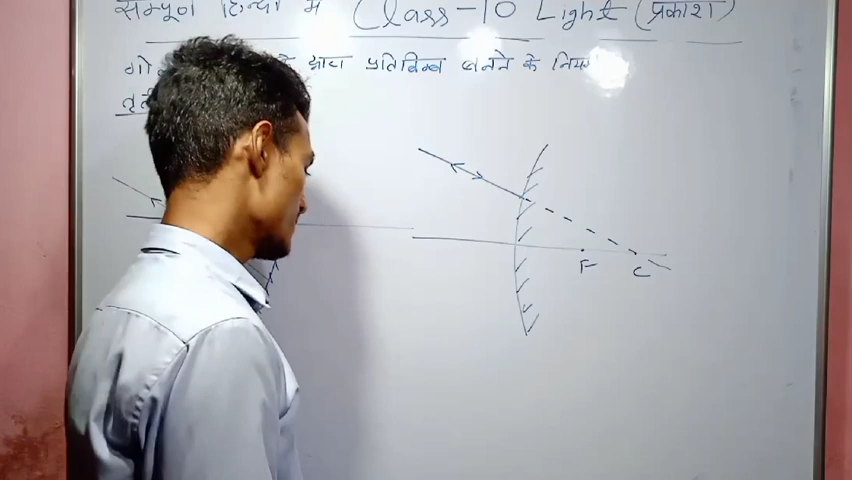 सम्पूर्ण हिन्दी में Class-10 Light (प्रकाश)
द्वारा प्रतिबिम्ब बनने के नियम
F
C